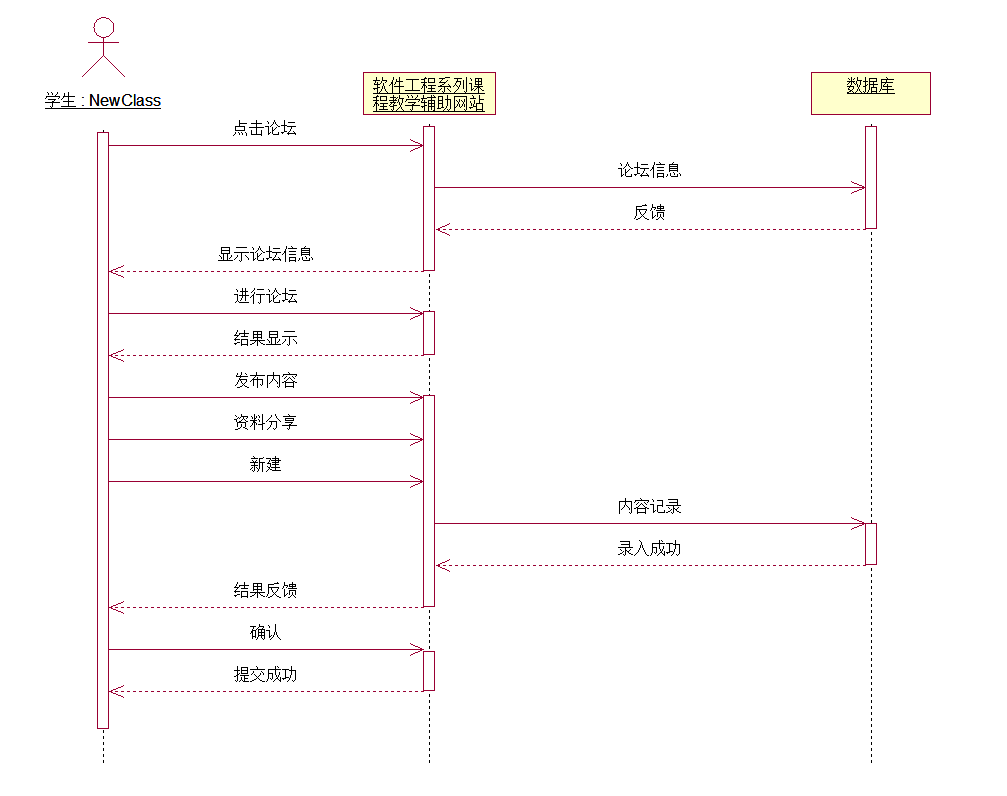 学生 : NewClass
软件工程系列课
程教学辅助网站
数据库
点击论坛
论坛信息
反馈
显示论坛信息
进行论坛
结果显示
发布内容
资料分享
新建
内容记录
录入成功
结果反馈
确认
提交成功